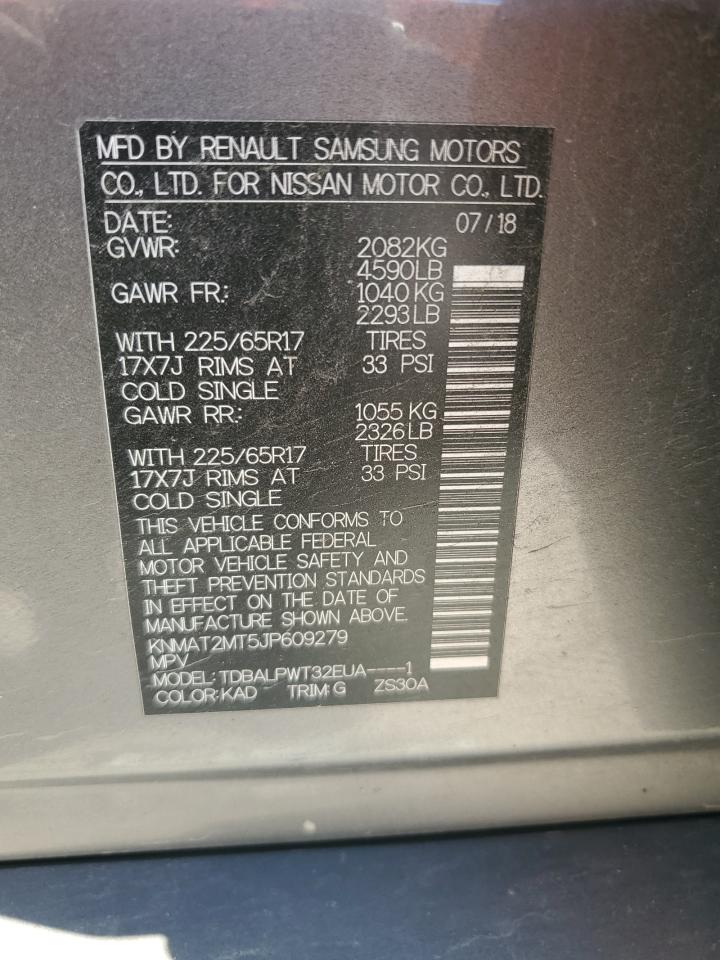 MFD BY RENAULT SAMSUNG MOTORS
CO., LTD. FOR NISSAN MOTOR CO., LTD.
DATE: 07/18
GVWR: 2082KG
4590LB
GAWR FR.: 1040 KG
2293 LB
WITH 225/65R17 TIRES
17X7J RIMS AT 33 PSI
COLD SINGLE
GAWR RR.: 1055 KG
2326 LB
WITH 225/65R17 TIRES
17X7J RIMS AT 33 PSI
COLD SINGLE
THIS VEHICLE CONFORMS TO
ALL APPLICABLE FEDERAL
MOTOR VEHICLE SAFETY AND
THEFT PREVENTION STANDARDS
IN EFFECT ON THE DATE OF
MANUFACTURE SHOWN ABOVE.
KNMAT2MT5JP609279
MPV
MODEL: TDBALPWT32EUA----1
COLOR: KAD TRIM: G ZS30A